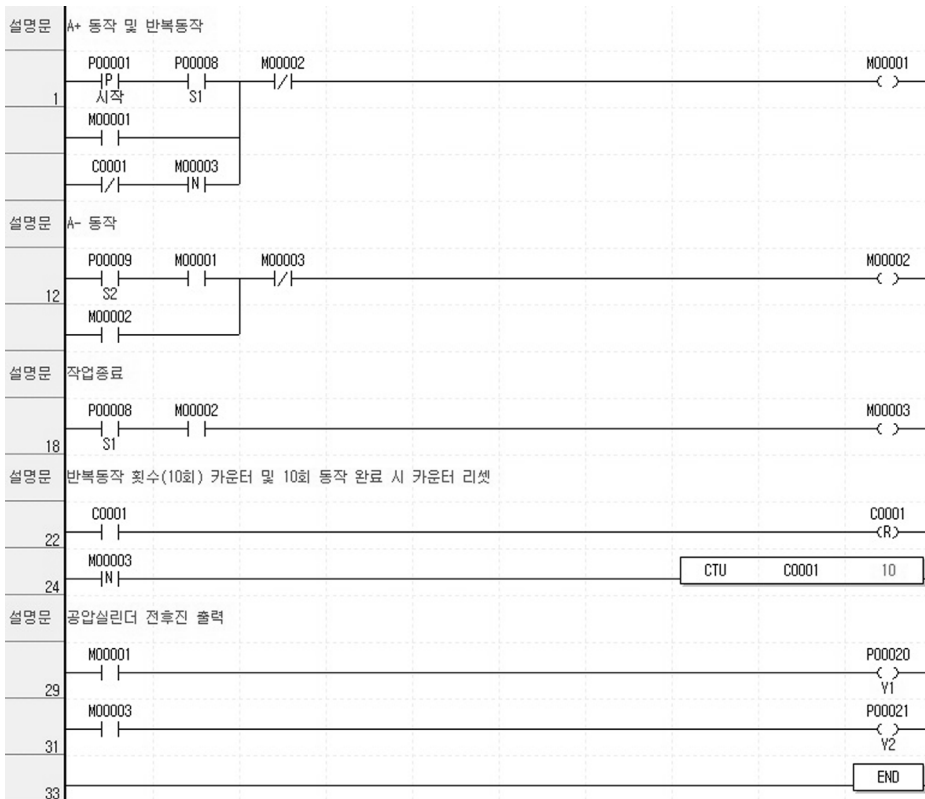 설명문 A+ 동작 및 반복동작
P00001 P00008 M00002 M00001
P
시작 S1
1
M00001
C0001 M00003
N
설명문 A- 동작
P00009 M00001 M00003 M00002
S2
12
M00002
설명문 작업종료
P00008 M00002 M00003
S1
18
설명문 반복동작 횟수(10회) 카운터 및 10회 동작 완료 시 카운터 리셋
C0001 C0001
R
22
M00003
N CTU C0001 10
24
설명문 공압실린더 전후진 출력
M00001 P00020
Y1
29
M00003 P00021
Y2
31
END
33